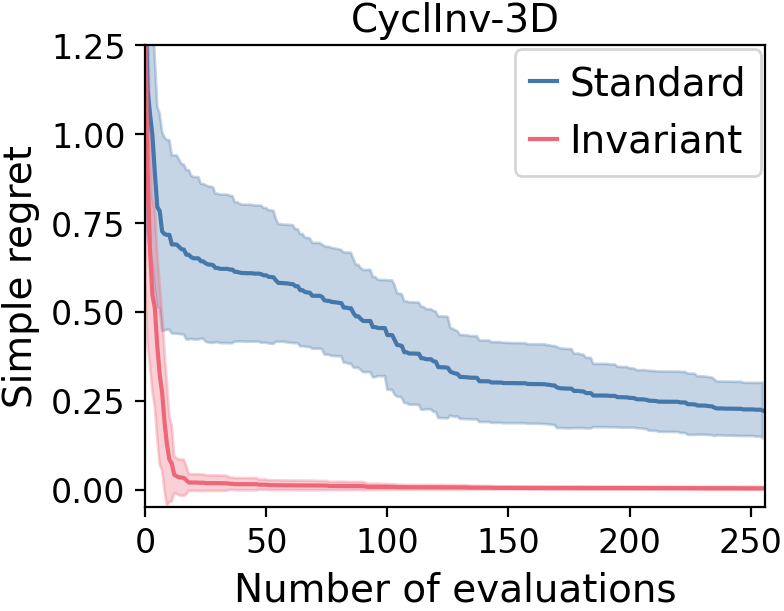 CyclInv-3D
Simple regret
1.25
1.00
0.75
0.50
0.25
0.00
Standard
Invariant
0 50 100 150 200 250
Number of evaluations